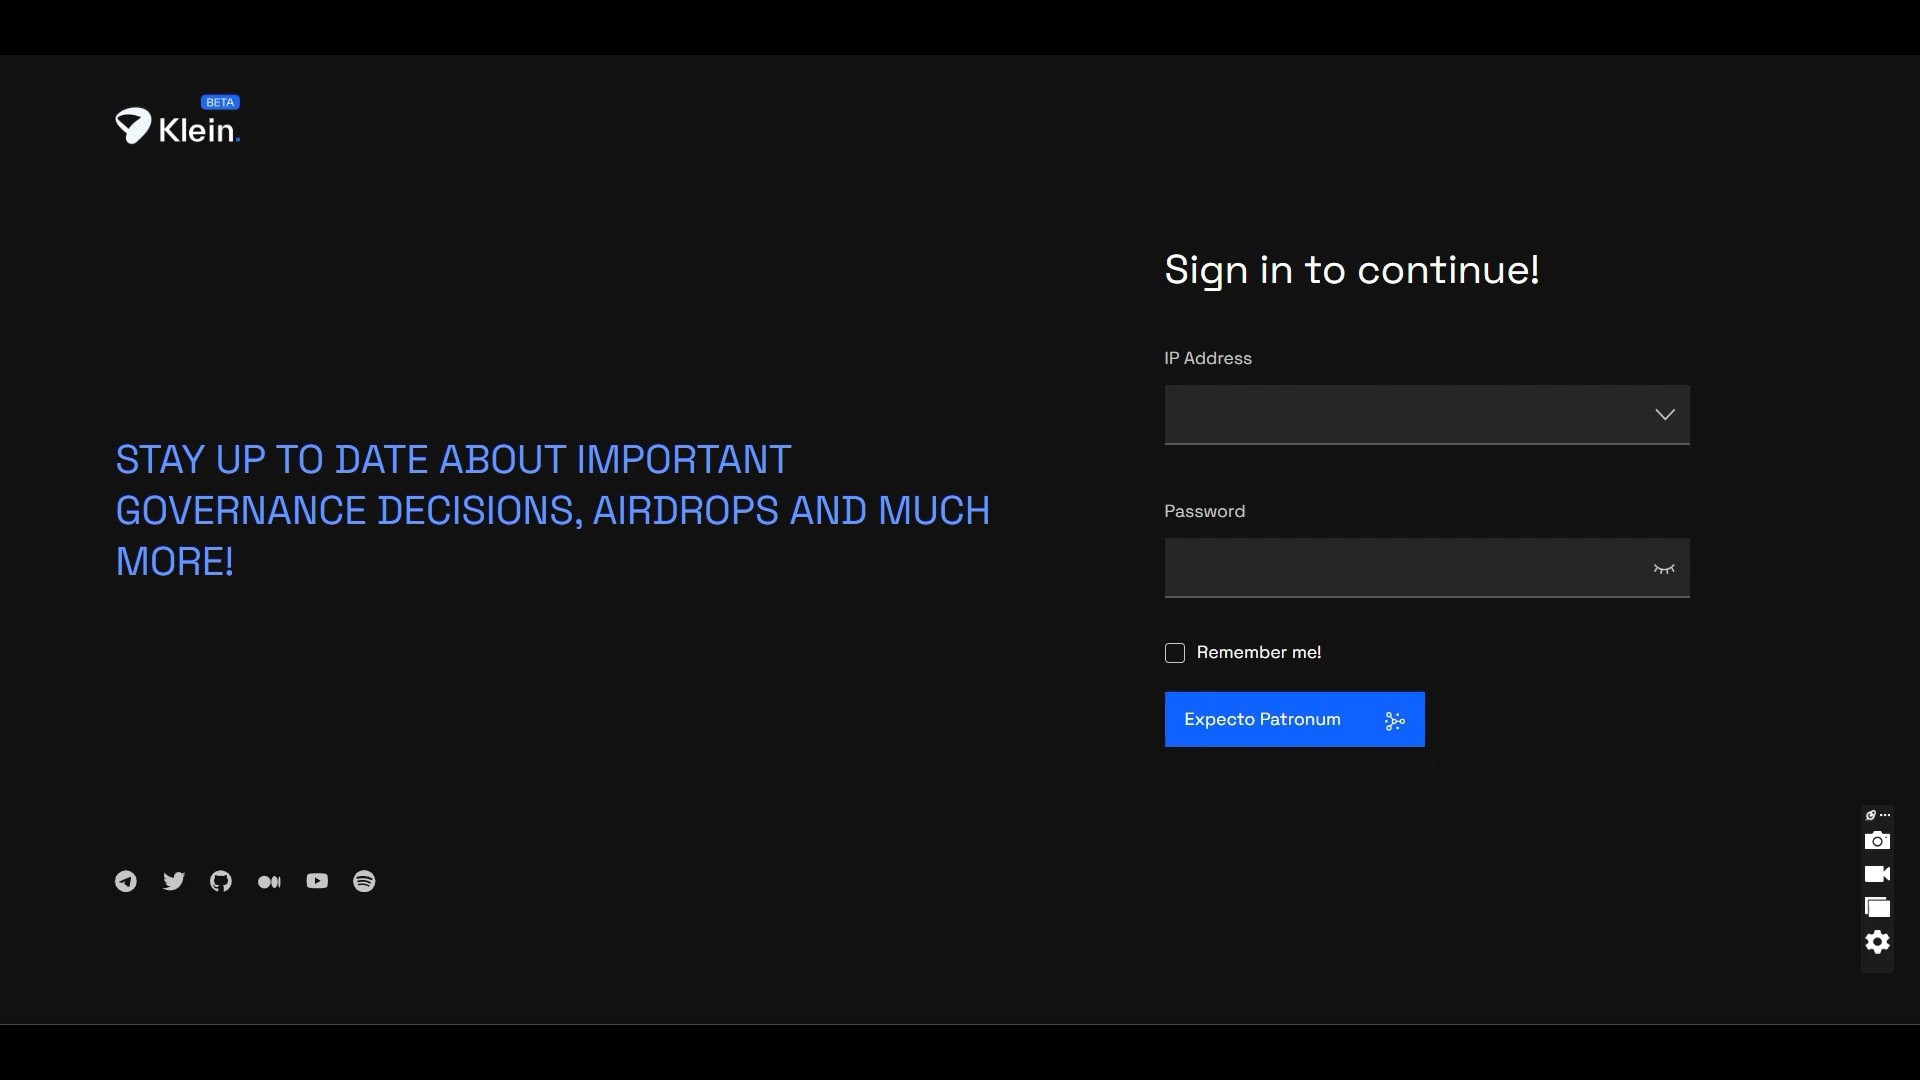 BETA
Klein.
Sign in to continue!
IP Address
STAY UP TO DATE ABOUT IMPORTANT
GOVERNANCE DECISIONS, AIRDROPS AND MUCH
MORE!
Password
Remember me!
Expecto Patronum